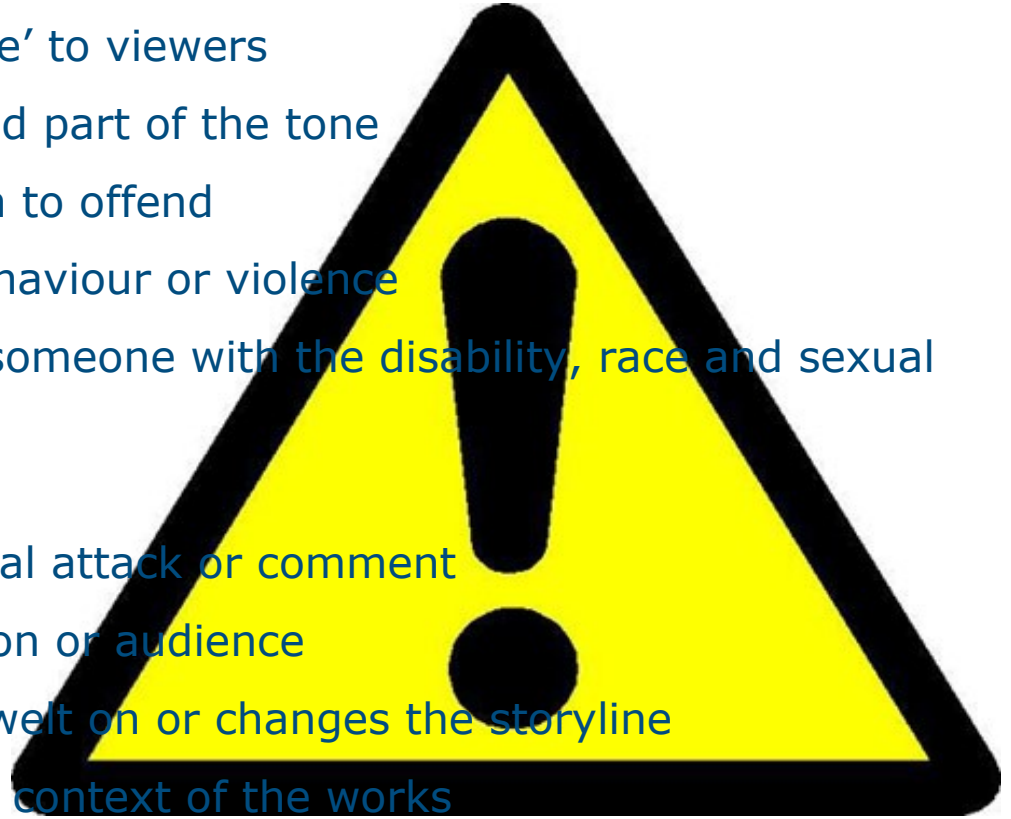 e’ to viewers
d part of the tone
to offend
haviour or violence
someone with the disability, race and sexual
al attack or comment
on or audience
welt on or changes the storyline
context of the works